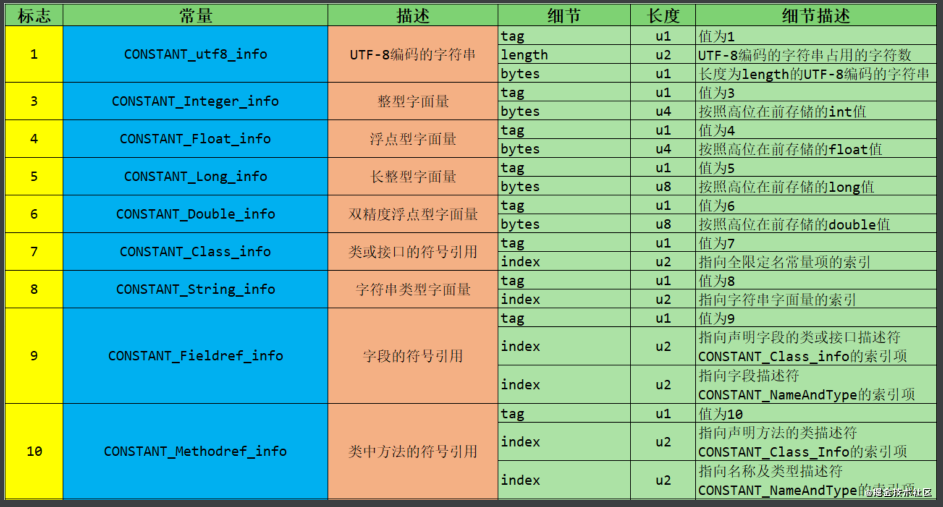 标志 常量 描述 细节 长度 细节描述
1 CONSTANT_utf8_info UTF-8编码的字符串
tag u1 值为1
length u2 UTF-8编码的字符串占用的字符数
bytes u1 长度为length的UTF-8编码的字符串
3 CONSTANT_Integer_info 整型字面量
tag u1 值为3
bytes u4 按照高位在前存储的int值
4 CONSTANT_Float_info 浮点型字面量
tag u1 值为4
bytes u4 按照高位在前存储的float值
5 CONSTANT_Long_info 长整型字面量
tag u1 值为5
bytes u8 按照高位在前存储的long值
6 CONSTANT_Double_info 双精度浮点型字面量
tag u1 值为6
bytes u8 按照高位在前存储的double值
7 CONSTANT_Class_info 类或接口的符号引用
tag u1 值为7
index u2 指向全限定名常量项的索引
8 CONSTANT_String_info 字符串类型字面量
tag u1 值为8
index u2 指向字符串字面量的索引
9 CONSTANT_Fieldref_info 字段的符号引用
tag u1 值为9
index u2 指向声明字段的类或接口描述符
CONSTANT_Class_info的索引项
index u2 指向字段描述符
CONSTANT_NameAndType的索引项
10 CONSTANT_Methodref_info 类中方法的符号引用
tag u1 值为10
index u2 指向声明方法的类描述符
CONSTANT_Class_Info的索引项
index u2 指向名称及类型描述符
CONSTANT_NameAndType的索引项
@掘金技术社区